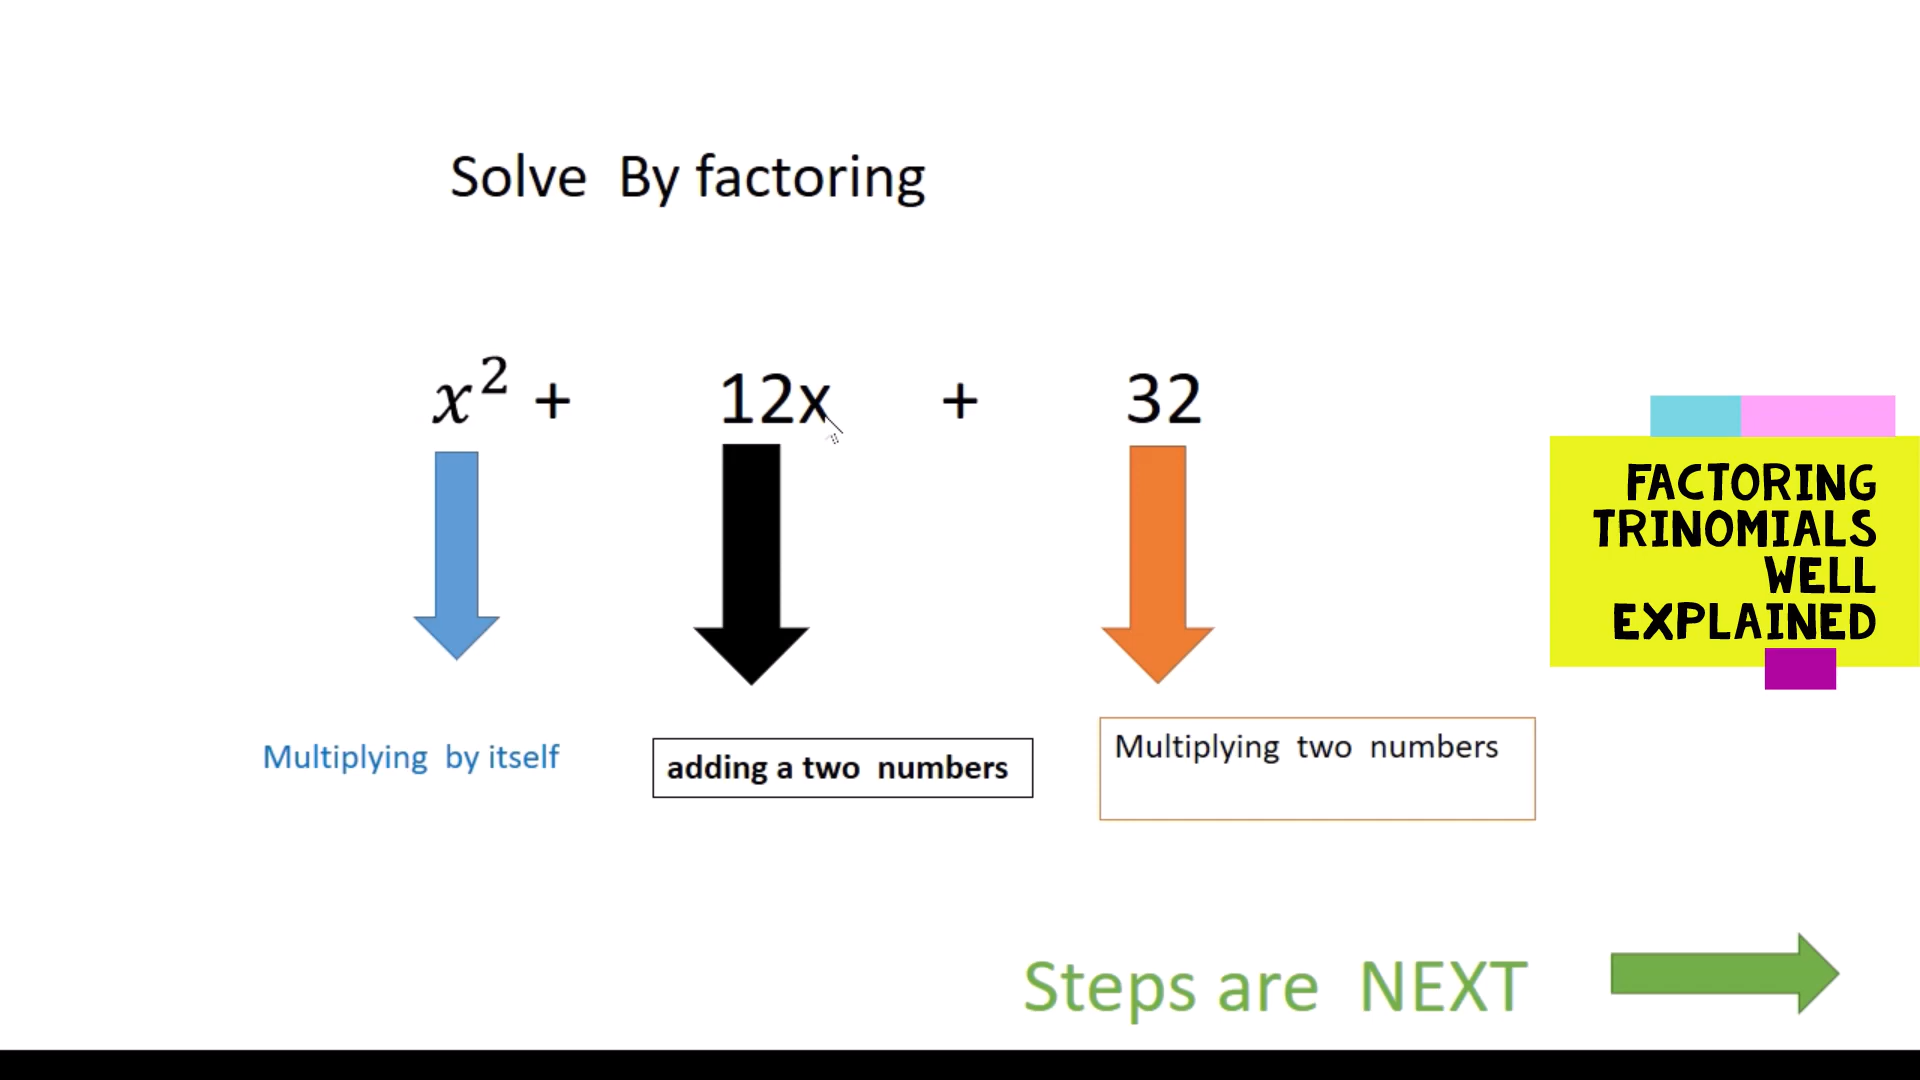 Solve By factoring
x² + 12x + 32
FACTORING
TRINOMIALS
WELL
EXPLAINED
Multiplying by itself
adding a two numbers
Multiplying two numbers
Steps are NEXT